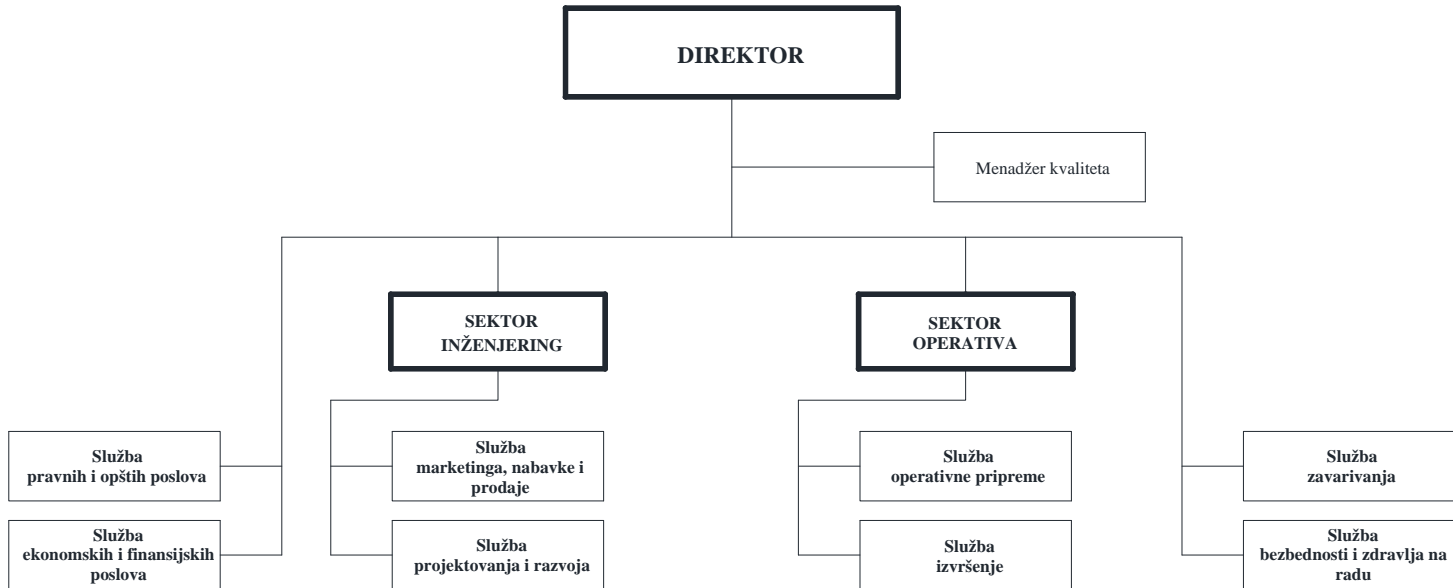 DIREKTOR
Menadžer kvaliteta
SEKTOR
INŽENJERING
SEKTOR
OPERATIVA
Služba
pravnih i opštih poslova
Služba
marketinga, nabavke i
prodaje
Služba
operativne pripreme
Služba
zavarivanja
Služba
ekonomskih i finansijskih
poslova
Služba
projektovanja i razvoja
Služba
izvršenje
Služba
bezbednosti i zdravlja na
radu